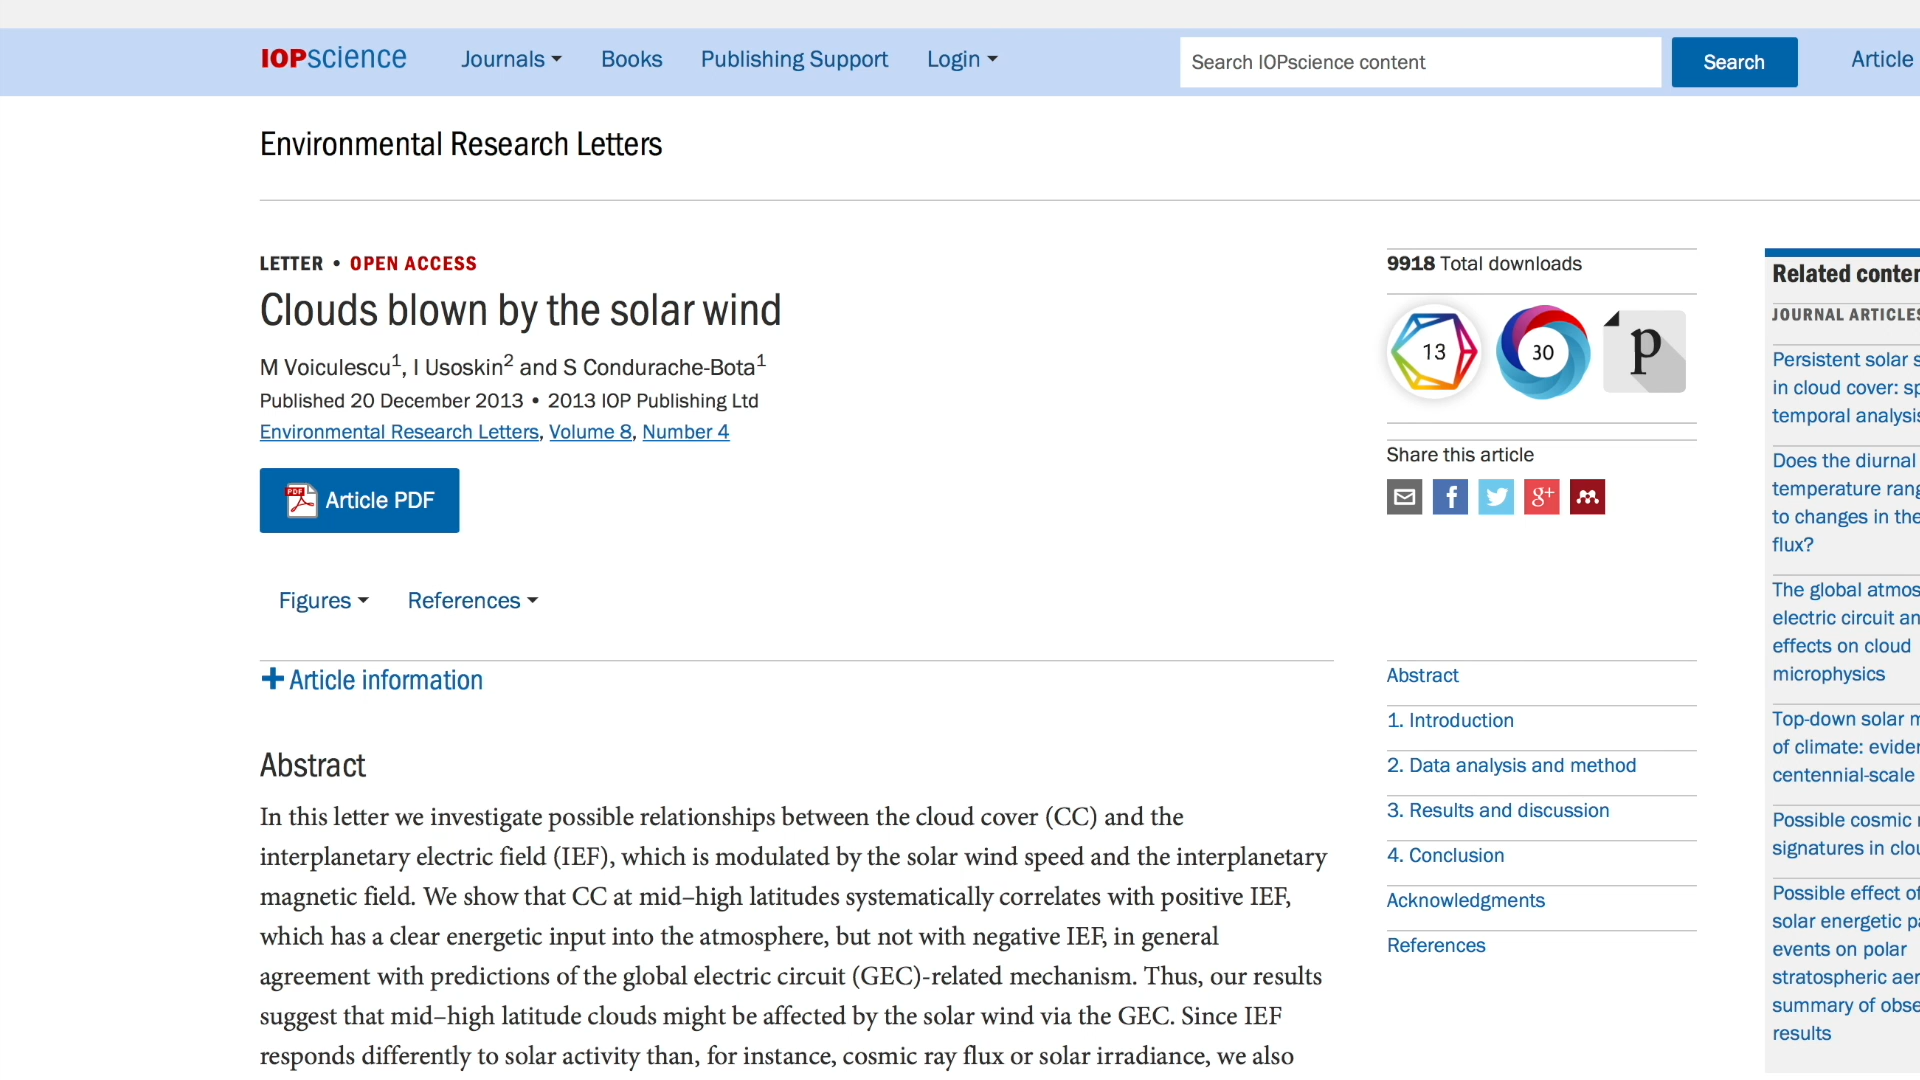 IOPscience Journals Books Publishing Support Login Search IOPscience content Search Article
Environmental Research Letters
LETTER • OPEN ACCESS
Clouds blown by the solar wind
M Voiculescu1, I Usoskin2 and S Condurache-Bota1
Published 20 December 2013 • 2013 IOP Publishing Ltd
Environmental Research Letters, Volume 8, Number 4
PDF Article PDF
Figures References
+ Article information
Abstract
In this letter we investigate possible relationships between the cloud cover (CC) and the
interplanetary electric field (IEF), which is modulated by the solar wind speed and the interplanetary
magnetic field. We show that CC at mid–high latitudes systematically correlates with positive IEF,
which has a clear energetic input into the atmosphere, but not with negative IEF, in general
agreement with predictions of the global electric circuit (GEC)-related mechanism. Thus, our results
suggest that mid–high latitude clouds might be affected by the solar wind via the GEC. Since IEF
responds differently to solar activity than, for instance, cosmic ray flux or solar irradiance, we also
9918 Total downloads
13 30 p
Share this article
f g+
Abstract
1. Introduction
2. Data analysis and method
3. Results and discussion
4. Conclusion
Acknowledgments
References
Related conten
JOURNAL ARTICLES
Persistent solar s
in cloud cover: sp
temporal analysis
Does the diurnal
temperature rang
to changes in the
flux?
The global atmos
electric circuit an
effects on cloud
microphysics
Top-down solar m
of climate: eviden
centennial-scale
Possible cosmic r
signatures in clou
Possible effect of
solar energetic pa
events on polar
stratospheric aer
summary of obse
results